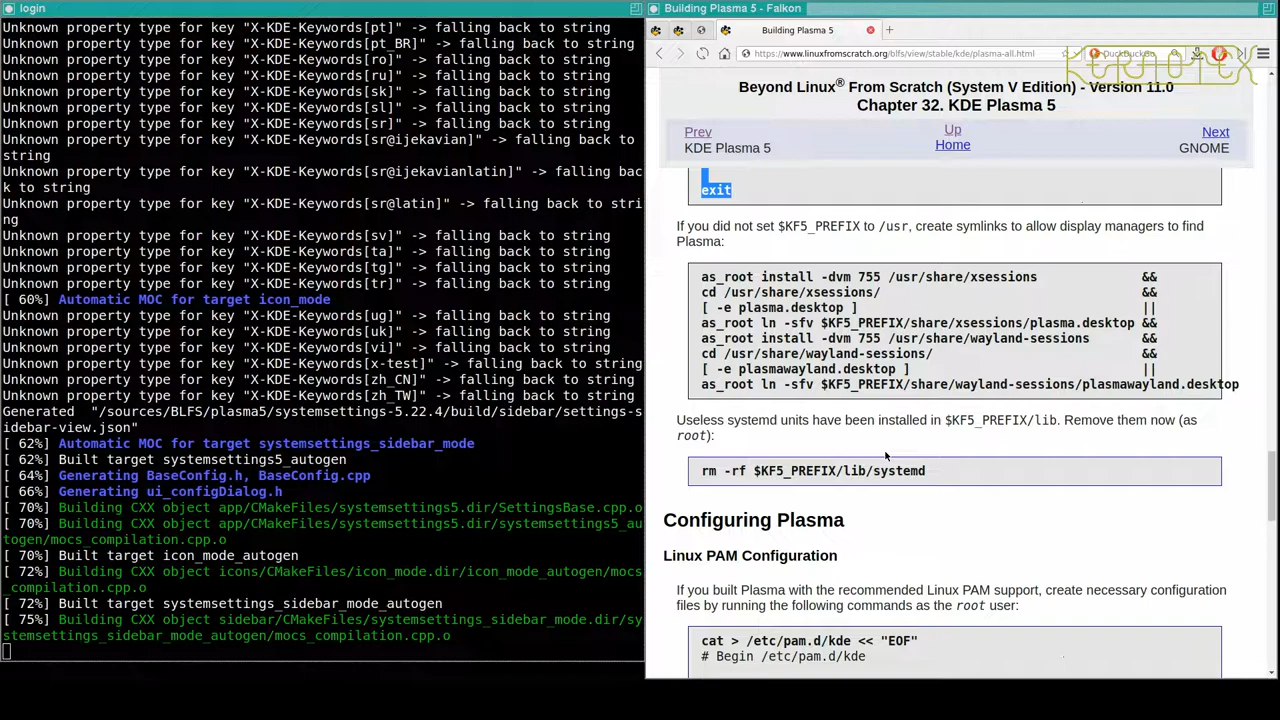 login
Unknown property type for key "X-KDE-Keywords[pt]" -> falling back to string
Unknown property type for key "X-KDE-Keywords[pt_BR]" -> falling back to string
Unknown property type for key "X-KDE-Keywords[ro]" -> falling back to string
Unknown property type for key "X-KDE-Keywords[ru]" -> falling back to string
Unknown property type for key "X-KDE-Keywords[sk]" -> falling back to string
Unknown property type for key "X-KDE-Keywords[sl]" -> falling back to string
Unknown property type for key "X-KDE-Keywords[sr]" -> falling back to string
Unknown property type for key "X-KDE-Keywords[sr@ijekavian]" -> falling back to
string
Unknown property type for key "X-KDE-Keywords[sr@ijekavianlatin]" -> falling bac
k to string
Unknown property type for key "X-KDE-Keywords[sr@latin]" -> falling back to stri
ng
Unknown property type for key "X-KDE-Keywords[sv]" -> falling back to string
Unknown property type for key "X-KDE-Keywords[ta]" -> falling back to string
Unknown property type for key "X-KDE-Keywords[tg]" -> falling back to string
Unknown property type for key "X-KDE-Keywords[tr]" -> falling back to string
[ 60%] Automatic MOC for target icon_mode
Unknown property type for key "X-KDE-Keywords[ug]" -> falling back to string
Unknown property type for key "X-KDE-Keywords[uk]" -> falling back to string
Unknown property type for key "X-KDE-Keywords[vi]" -> falling back to string
Unknown property type for key "X-KDE-Keywords[x-test]" -> falling back to string
Unknown property type for key "X-KDE-Keywords[zh_CN]" -> falling back to string
Unknown property type for key "X-KDE-Keywords[zh_TW]" -> falling back to string
Generated  "/sources/BLFS/plasma5/systemsettings-5.22.4/build/sidebar/settings-s
idebar-view.json"
[ 62%] Automatic MOC for target systemsettings_sidebar_mode
[ 62%] Built target systemsettings5_autogen
[ 64%] Generating BaseConfig.h, BaseConfig.cpp
[ 66%] Generating ui_configDialog.h
[ 70%] Building CXX object app/CMakeFiles/systemsettings5.dir/SettingsBase.cpp.o
[ 70%] Building CXX object app/CMakeFiles/systemsettings5.dir/systemsettings5_au
togen/mocs_compilation.cpp.o
[ 70%] Built target icon_mode_autogen
[ 72%] Building CXX object icons/CMakeFiles/icon_mode.dir/icon_mode_autogen/mocs
_compilation.cpp.o
[ 72%] Built target systemsettings_sidebar_mode_autogen
[ 75%] Building CXX object sidebar/CMakeFiles/systemsettings_sidebar_mode.dir/sy
stemsettings_sidebar_mode_autogen/mocs_compilation.cpp.o
Building Plasma 5 - Falkon
Building Plasma 5
https://www.linuxfromscratch.org/blfs/view/stable/kde/plasma-all.html
DuckDuckGo
KERNOTEX
Beyond Linux® From Scratch (System V Edition) - Version 11.0
Chapter 32. KDE Plasma 5
Prev Up Next
KDE Plasma 5 Home GNOME
exit
If you did not set $KF5_PREFIX to /usr, create symlinks to allow display managers to find
Plasma:
as_root install -dvm 755 /usr/share/xsessions &&
cd /usr/share/xsessions/ &&
[ -e plasma.desktop ] ||
as_root ln -sfv $KF5_PREFIX/share/xsessions/plasma.desktop &&
as_root install -dvm 755 /usr/share/wayland-sessions &&
cd /usr/share/wayland-sessions/ &&
[ -e plasmawayland.desktop ] ||
as_root ln -sfv $KF5_PREFIX/share/wayland-sessions/plasmawayland.desktop
Useless systemd units have been installed in $KF5_PREFIX/lib. Remove them now (as
root):
rm -rf $KF5_PREFIX/lib/systemd
Configuring Plasma
Linux PAM Configuration
If you built Plasma with the recommended Linux PAM support, create necessary configuration
files by running the following commands as the root user:
cat > /etc/pam.d/kde << "EOF"
# Begin /etc/pam.d/kde